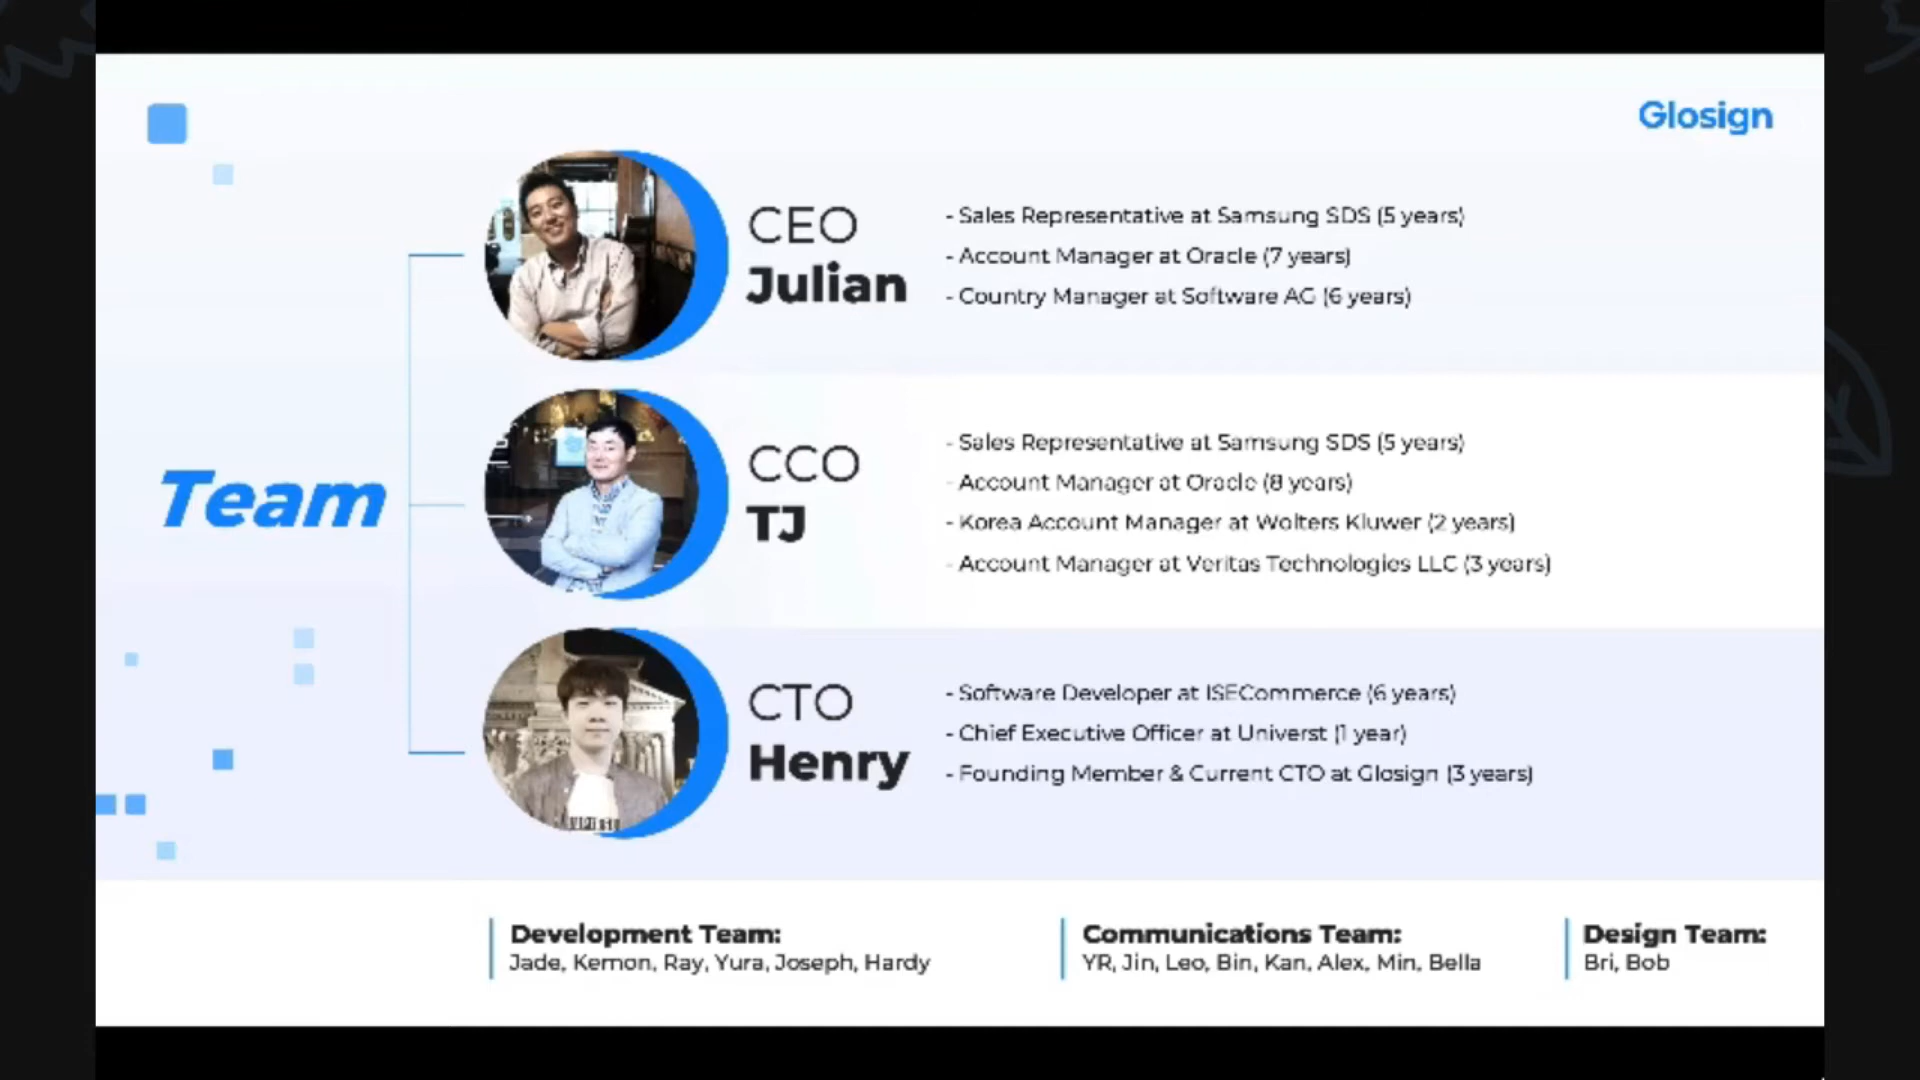 Glosign
Team
CEO
Julian
- Sales Representative at Samsung SDS (5 years)
- Account Manager at Oracle (7 years)
- Country Manager at Software AG (6 years)
CCO
TJ
- Sales Representative at Samsung SDS (5 years)
- Account Manager at Oracle (8 years)
- Korea Account Manager at Wolters Kluwer (2 years)
- Account Manager at Veritas Technologies LLC (3 years)
CTO
Henry
- Software Developer at ISECommerce (6 years)
- Chief Executive Officer at Universt (1 year)
- Founding Member & Current CTO at Glosign (3 years)
Development Team:
Jade, Kemon, Ray, Yura, Joseph, Hardy
Communications Team:
YR, Jin, Leo, Bin, Kan, Alex, Min, Bella
Design Team:
Bri, Bob